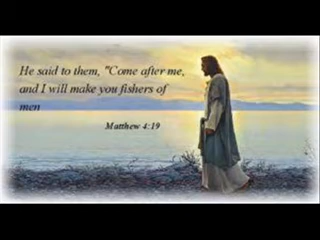 He said to them, "Come after me,
and I will make you fishers of
men
Matthew 4:19